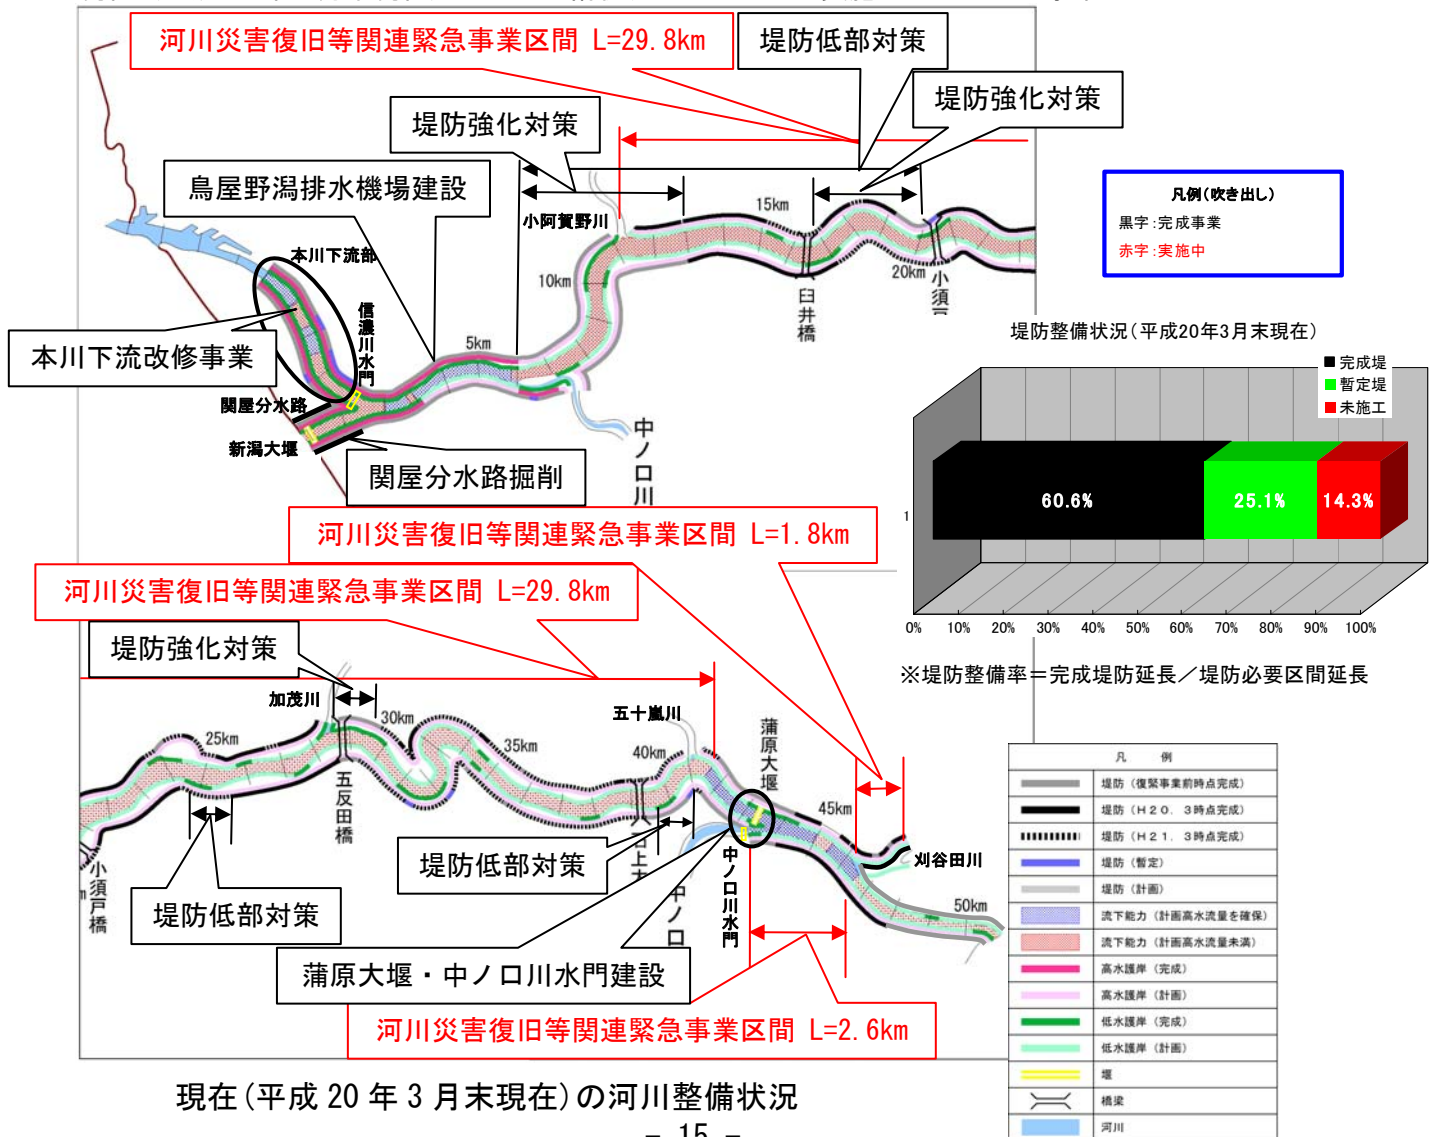 河川災害復旧等関連緊急事業区間 L=29.8km
堤防低部対策
堤防強化対策
堤防強化対策
鳥屋野潟排水機場建設
小阿賀野川
15km
凡例(吹き出し)
黒字:完成事業
赤字:実施中
本川下流部
10km
20km
小須戸
臼井橋
信濃川水門
本川下流改修事業
5km
関屋分水路
新潟大堰
関屋分水路掘削
中ノ口川
堤防整備状況(平成20年3月末現在)
完成堤
暫定堤
未施工
60.6%
25.1%
14.3%
1
0% 10% 20% 30% 40% 50% 60% 70% 80% 90% 100%
※堤防整備率=完成堤防延長/堤防必要区間延長
河川災害復旧等関連緊急事業区間 L=1.8km
河川災害復旧等関連緊急事業区間 L=29.8km
堤防強化対策
加茂川
30km
五十嵐川
蒲原大堰
25km
35km
40km
45km
五反田橋
小須戸橋
堤防低部対策
堤防低部対策
中ノ口
中ノ口川水門
刈谷田川
50km
蒲原大堰・中ノ口川水門建設
河川災害復旧等関連緊急事業区間 L=2.6km
凡 例
堤防(復緊事業前時点完成)
堤防(H20.3時点完成)
堤防(H21.3時点完成)
堤防(暫定)
堤防(計画)
流下能力(計画高水流量を確保)
流下能力(計画高水流量未満)
高水護岸(完成)
高水護岸(計画)
低水護岸(完成)
低水護岸(計画)
堰
橋梁
河川
現在(平成20年3月末現在)の河川整備状況
- 15 -